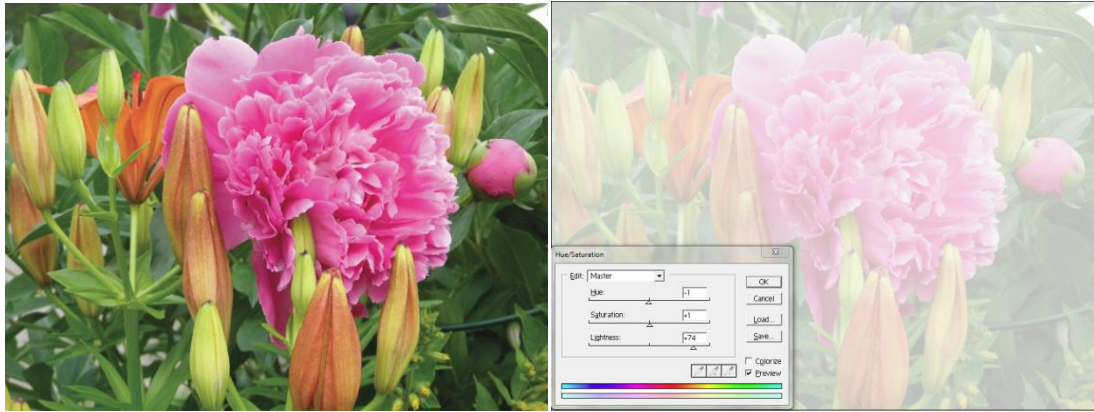 Hue/Saturation
Edit: Master
OK
Hue: -1
Cancel
Saturation: +1
Load...
Lightness: +74
Save...
Colorize
Preview